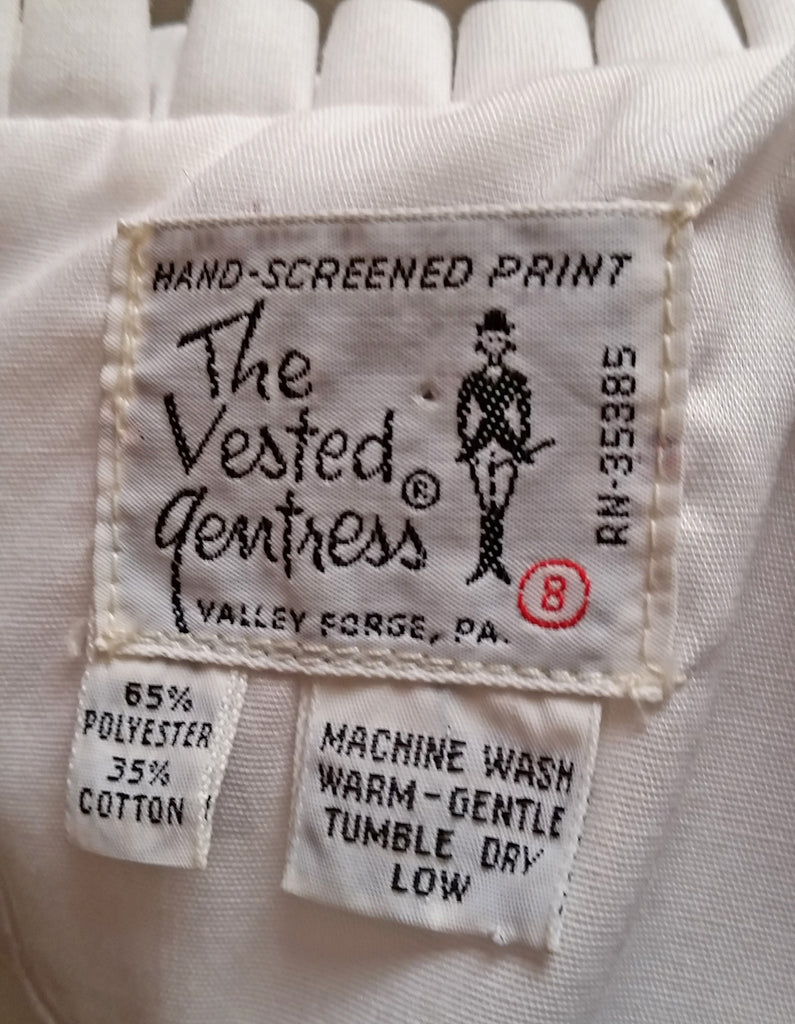 HAND-SCREENED PRINT
The
Vested
Gentress®
VALLEY FORGE, PA.
RN-35385
8
65%
POLYESTER
35%
COTTON
MACHINE WASH
WARM-GENTLE
TUMBLE DRY
LOW